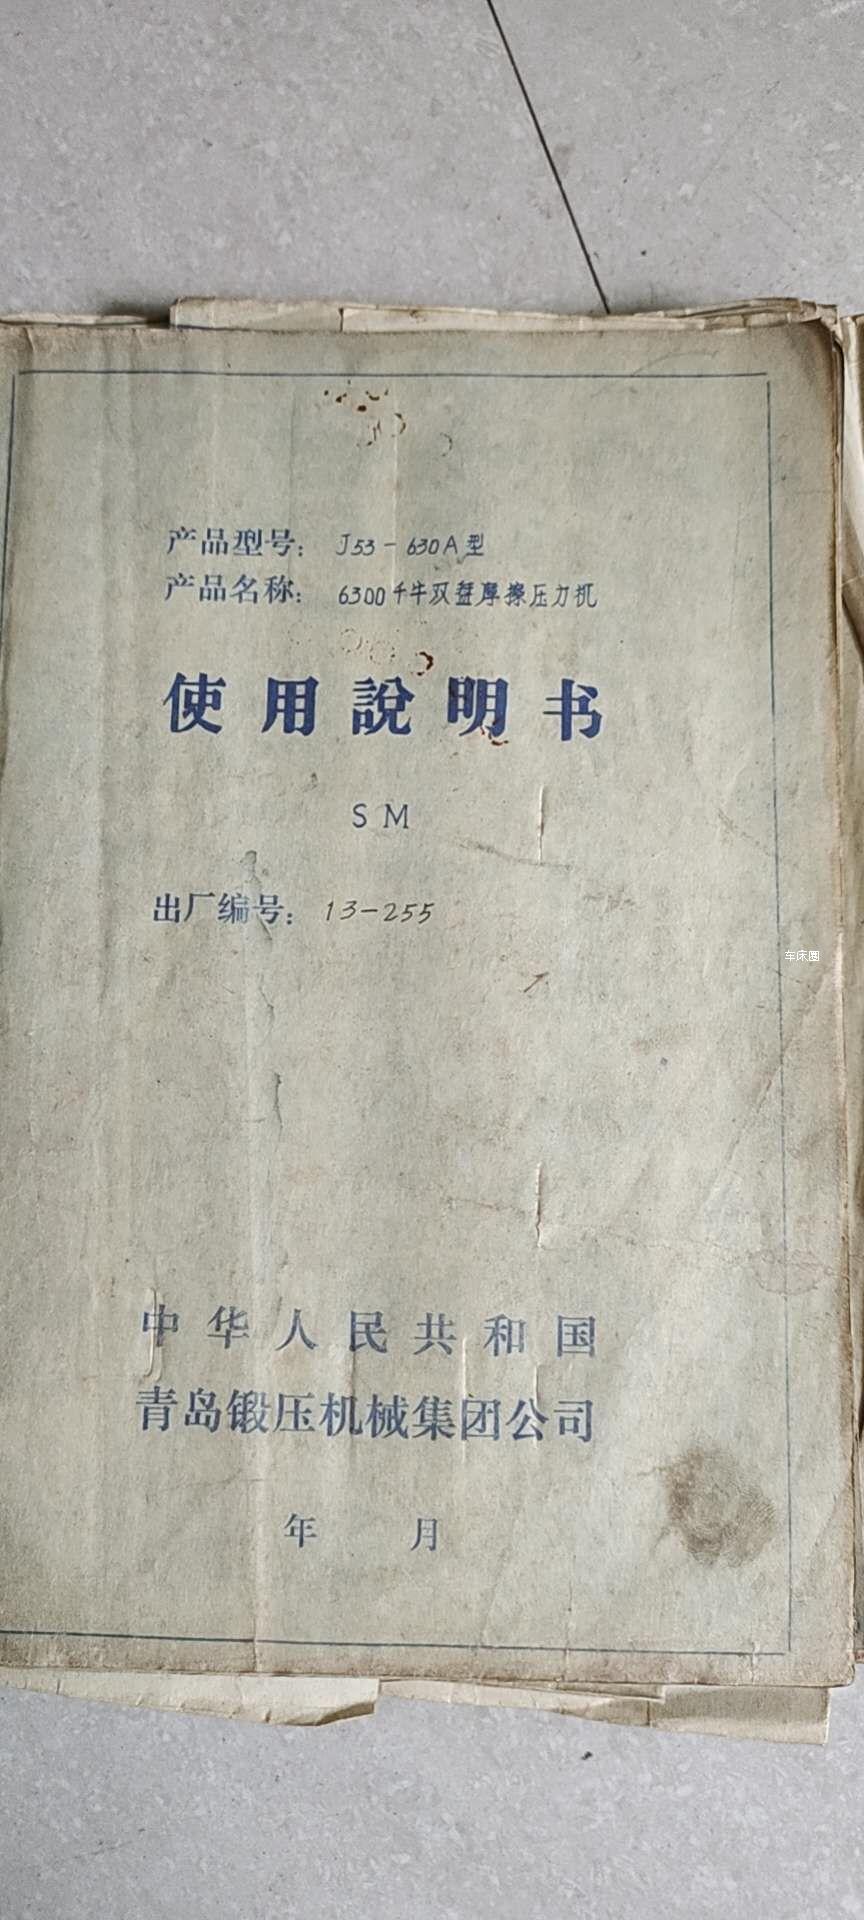 产品型号：J53-630A型
产品名称：6300千牛双盘摩擦压力机
使用說明书
SM
出厂编号：13-255
中华人民共和国
青岛锻压机械集团公司
年 月
车床圈